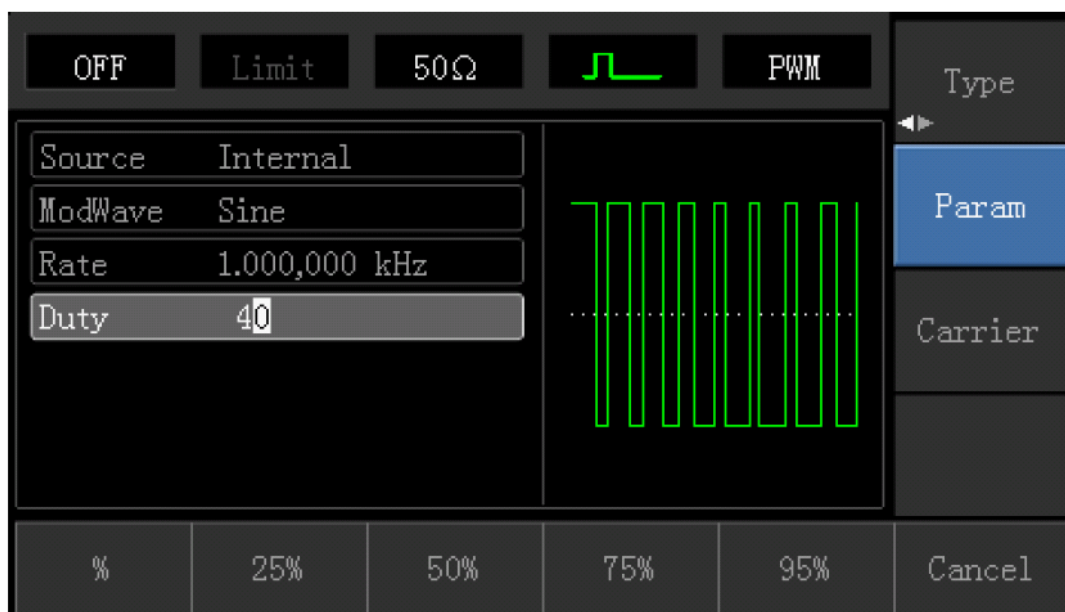 OFF Limit 50Ω PWM
Type
Source Internal
ModWave Sine
Param
Rate 1.000,000 kHz
Duty 40
Carrier
% 25% 50% 75% 95% Cancel